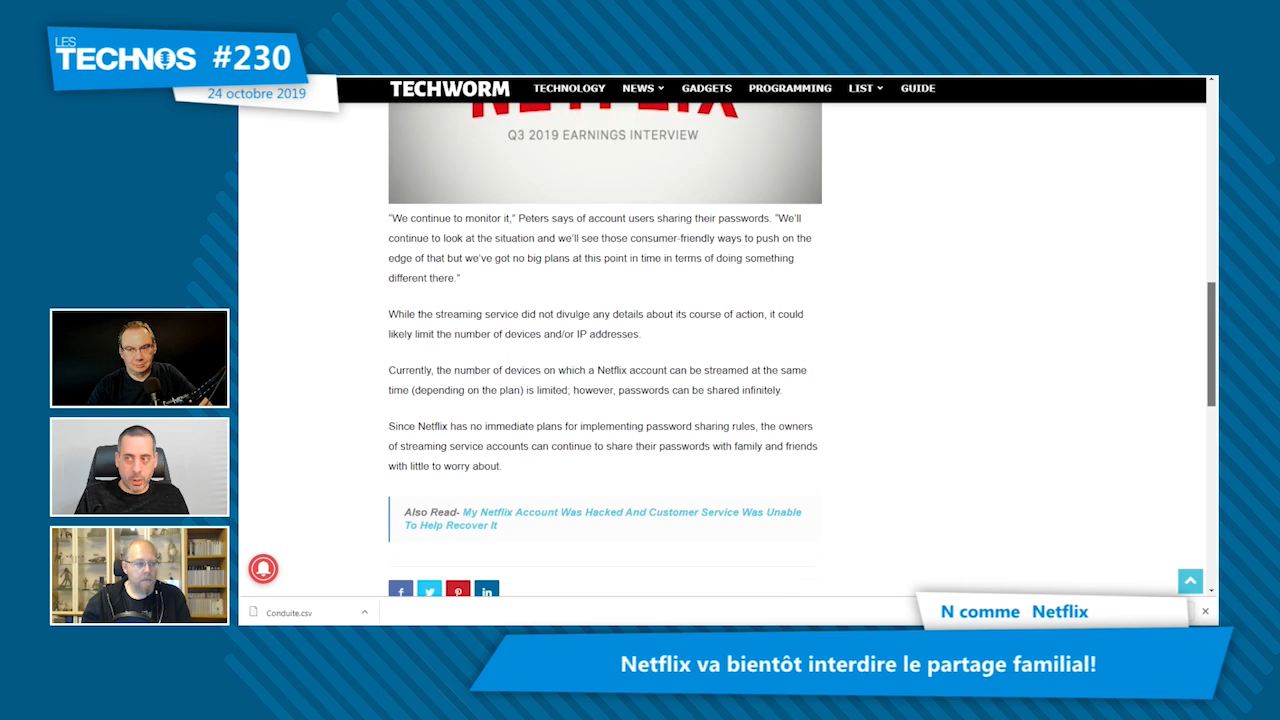 LES
TECHNOS #230
24 octobre 2019
TECHWORM TECHNOLOGY NEWS GADGETS PROGRAMMING LIST GUIDE
NETFLIX
Q3 2019 EARNINGS INTERVIEW
“We continue to monitor it,” Peters says of account users sharing their passwords. “We’ll
continue to look at the situation and we’ll see those consumer-friendly ways to push on the
edge of that but we’ve got no big plans at this point in time in terms of doing something
different there.”
While the streaming service did not divulge any details about its course of action, it could
likely limit the number of devices and/or IP addresses.
Currently, the number of devices on which a Netflix account can be streamed at the same
time (depending on the plan) is limited; however, passwords can be shared infinitely.
Since Netflix has no immediate plans for implementing password sharing rules, the owners
of streaming service accounts can continue to share their passwords with family and friends
with little to worry about.
Also Read- My Netflix Account Was Hacked And Customer Service Was Unable
To Help Recover It
Conduite.csv
N comme Netflix
Netflix va bientôt interdire le partage familial!